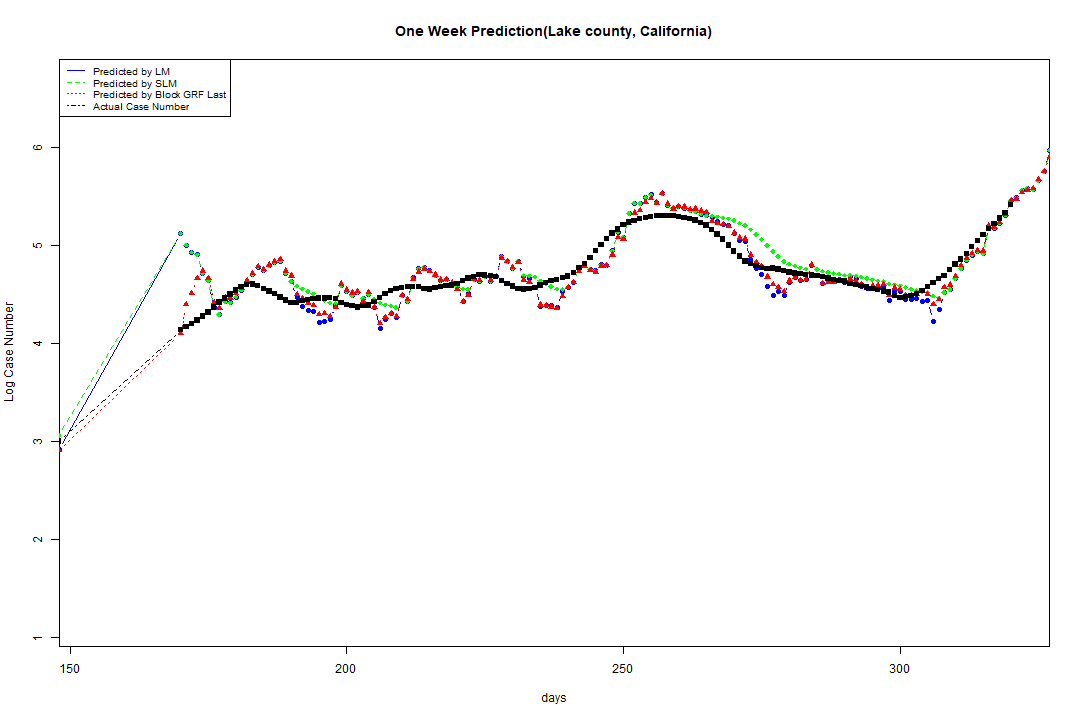 One Week Prediction(Lake county, California)
Predicted by LM
Predicted by SLM
Predicted by Block GRF Last
Actual Case Number
6
5
4
3
2
1
Log Case Number
150 200 250 300
days